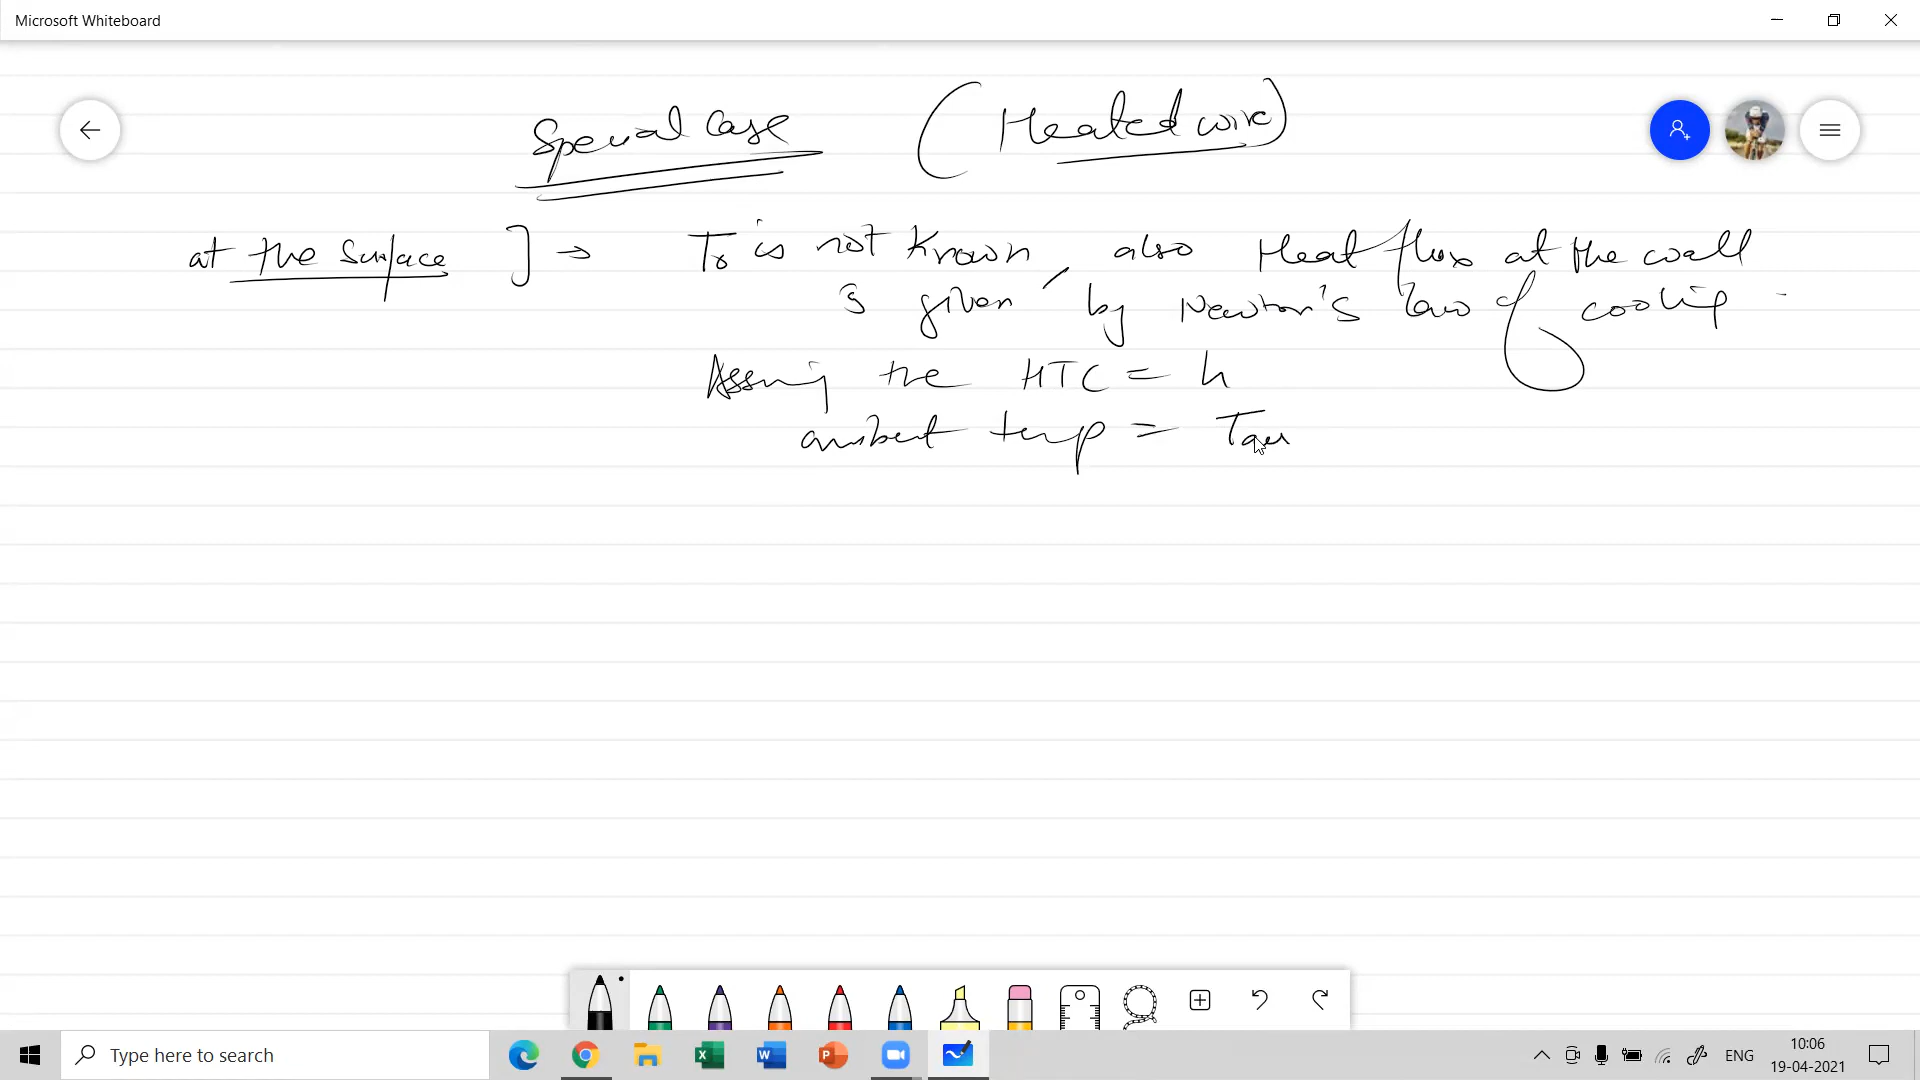 Microsoft Whiteboard
Special Case (Heated wire)
at the surface ] ⇒ Tr is not known, also Heat flux at the wall
is given by Newton's law of cooling.
Assuming the HTC = h
ambient temp =
Type here to search
ENG
10:06
19-04-2021